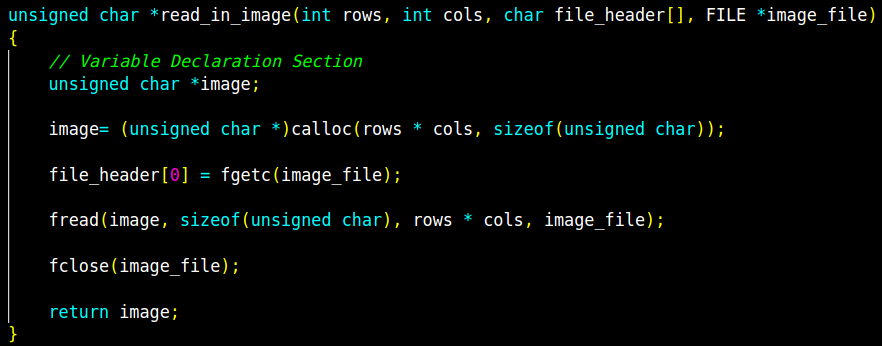 unsigned char *read_in_image(int rows, int cols, char file_header[], FILE *image_file)
{
    // Variable Declaration Section
    unsigned char *image;

    image= (unsigned char *)calloc(rows * cols, sizeof(unsigned char));

    file_header[0] = fgetc(image_file);

    fread(image, sizeof(unsigned char), rows * cols, image_file);

    fclose(image_file);

    return image;
}